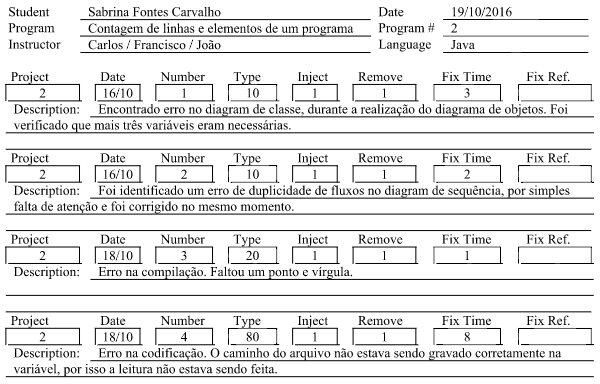 Student Sabrina Fontes Carvalho Date 19/10/2016
Program Contagem de linhas e elementos de um programa Program # 2
Instructor Carlos / Francisco / João Language Java
Project Date Number Type Inject Remove Fix Time Fix Ref.
2 16/10 1 10 1 1 3
Description: Encontrado erro no diagram de classe, durante a realização do diagrama de objetos. Foi
verificado que mais três variáveis eram necessárias.
Project Date Number Type Inject Remove Fix Time Fix Ref.
2 16/10 2 10 1 1 2
Description: Foi identificado um erro de duplicidade de fluxos no diagram de sequência, por simples
falta de atenção e foi corrigido no mesmo momento.
Project Date Number Type Inject Remove Fix Time Fix Ref.
2 18/10 3 20 1 1 1
Description: Erro na compilação. Faltou um ponto e vírgula.
Project Date Number Type Inject Remove Fix Time Fix Ref.
2 18/10 4 80 1 1 8
Description: Erro na codificação. O caminho do arquivo não estava sendo gravado corretamente na
variável, por isso a leitura não estava sendo feita.